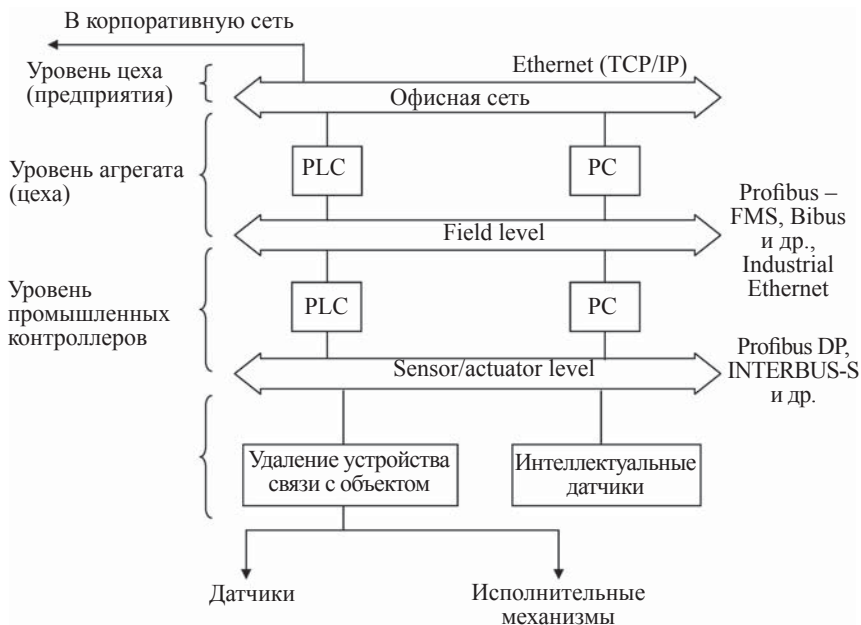 В корпоративную сеть
Ethernet (TCP/IP)
Уровень цеха
(предприятия)
Офисная сеть
Уровень агрегата
(цеха)
PLC
PC
Profibus –
FMS, Bibus
и др.,
Industrial
Ethernet
Field level
Уровень
промышленных
контроллеров
PLC
PC
Profibus DP,
INTERBUS-S
и др.
Sensor/actuator level
Удаление устройства
связи с объектом
Интеллектуальные
датчики
Датчики
Исполнительные
механизмы